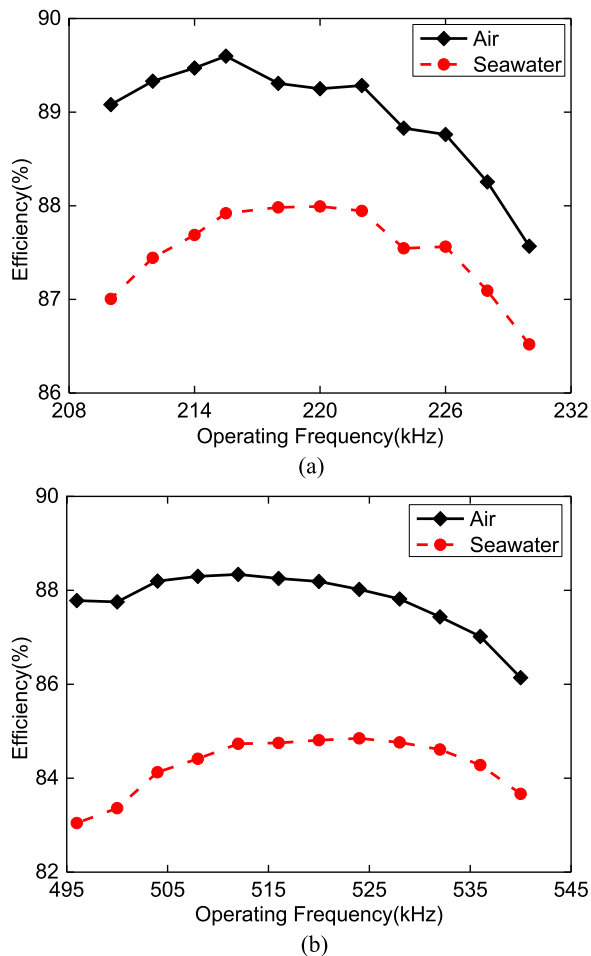 90
89
88
87
86
Efficiency(%)
Air
Seawater
208 214 220 226 232
Operating Frequency(kHz)
(a)
90
88
86
84
82
Efficiency(%)
Air
Seawater
495 505 515 525 535 545
Operating Frequency(kHz)
(b)